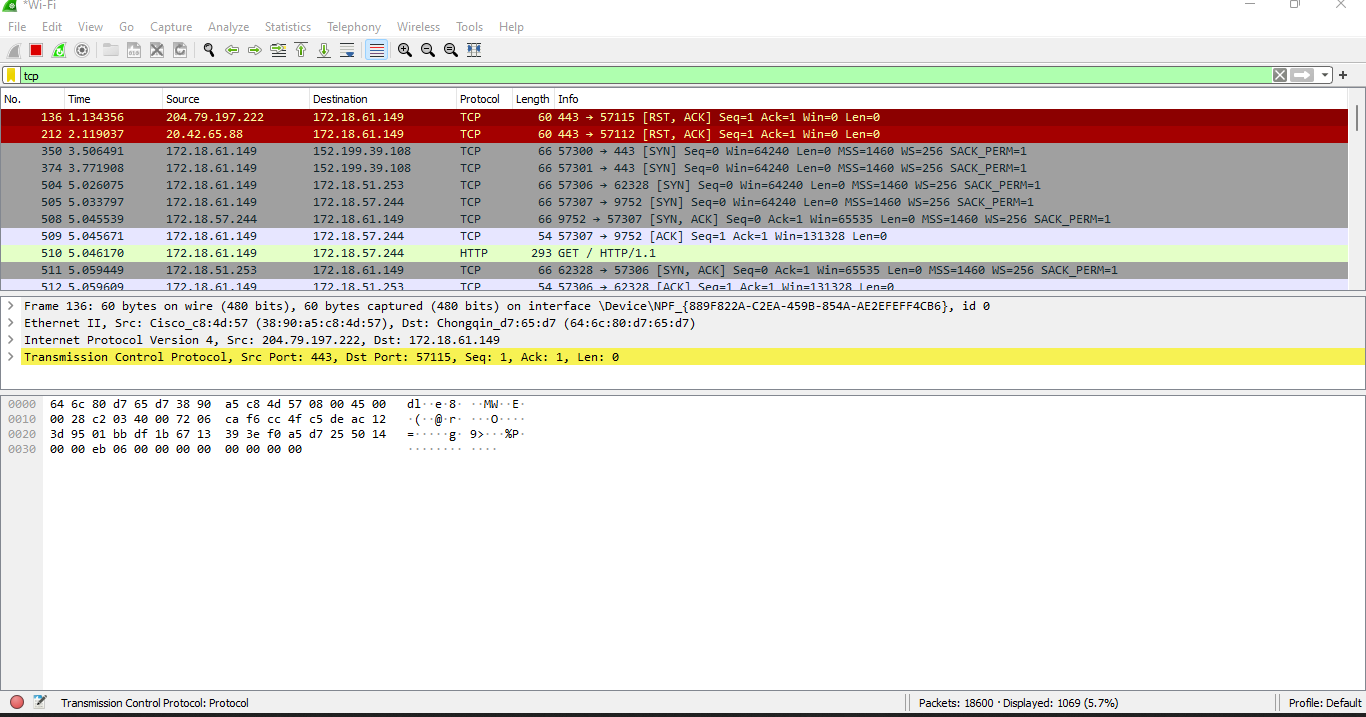 *Wi-Fi
File Edit View Go Capture Analyze Statistics Telephony Wireless Tools Help
tcp
No. Time Source Destination Protocol Length Info
136 1.134356 204.79.197.222 172.18.61.149 TCP 60 443 → 57115 [RST, ACK] Seq=1 Ack=1 Win=0 Len=0
212 2.119037 20.42.65.88 172.18.61.149 TCP 60 443 → 57112 [RST, ACK] Seq=1 Ack=1 Win=0 Len=0
350 3.506491 172.18.61.149 152.199.39.108 TCP 66 57300 → 443 [SYN] Seq=0 Win=64240 Len=0 MSS=1460 WS=256 SACK_PERM=1
374 3.771908 172.18.61.149 152.199.39.108 TCP 66 57301 → 443 [SYN] Seq=0 Win=64240 Len=0 MSS=1460 WS=256 SACK_PERM=1
504 5.026075 172.18.61.149 172.18.51.253 TCP 66 57306 → 62328 [SYN] Seq=0 Win=64240 Len=0 MSS=1460 WS=256 SACK_PERM=1
505 5.033797 172.18.61.149 172.18.57.244 TCP 66 57307 → 9752 [SYN] Seq=0 Win=64240 Len=0 MSS=1460 WS=256 SACK_PERM=1
508 5.045539 172.18.57.244 172.18.61.149 TCP 66 9752 → 57307 [SYN, ACK] Seq=0 Ack=1 Win=65535 Len=0 MSS=1460 WS=256 SACK_PERM=1
509 5.045671 172.18.61.149 172.18.57.244 TCP 54 57307 → 9752 [ACK] Seq=1 Ack=1 Win=131328 Len=0
510 5.046170 172.18.61.149 172.18.57.244 HTTP 293 GET / HTTP/1.1
511 5.059449 172.18.51.253 172.18.61.149 TCP 66 62328 → 57306 [SYN, ACK] Seq=0 Ack=1 Win=65535 Len=0 MSS=1460 WS=256 SACK_PERM=1
512 5.059609 172.18.61.149 172.18.51.253 TCP 54 57306 → 62328 [ACK] Seq=1 Ack=1 Win=131328 Len=0
Frame 136: 60 bytes on wire (480 bits), 60 bytes captured (480 bits) on interface \Device\NPF_{889F822A-C2EA-459B-854A-AE2EFEFF4CB6}, id 0
Ethernet II, Src: Cisco_c8:4d:57 (38:90:a5:c8:4d:57), Dst: Chongqin_d7:65:d7 (64:6c:80:d7:65:d7)
Internet Protocol Version 4, Src: 204.79.197.222, Dst: 172.18.61.149
Transmission Control Protocol, Src Port: 443, Dst Port: 57115, Seq: 1, Ack: 1, Len: 0
0000 64 6c 80 d7 65 d7 38 90 a5 c8 4d 57 08 00 45 00 dl··e·8· ··MW··E·
0010 00 28 c2 03 40 00 72 06 ca f6 cc 4f c5 de ac 12 ·(··@·r· ···O····
0020 3d 95 01 bb df 1b 67 13 39 3e f0 a5 d7 25 50 14 =·····g· 9>···%P·
0030 00 00 eb 06 00 00 00 00 00 00 00 00 ········ ····
Transmission Control Protocol: Protocol Packets: 18600 · Displayed: 1069 (5.7%) Profile: Default